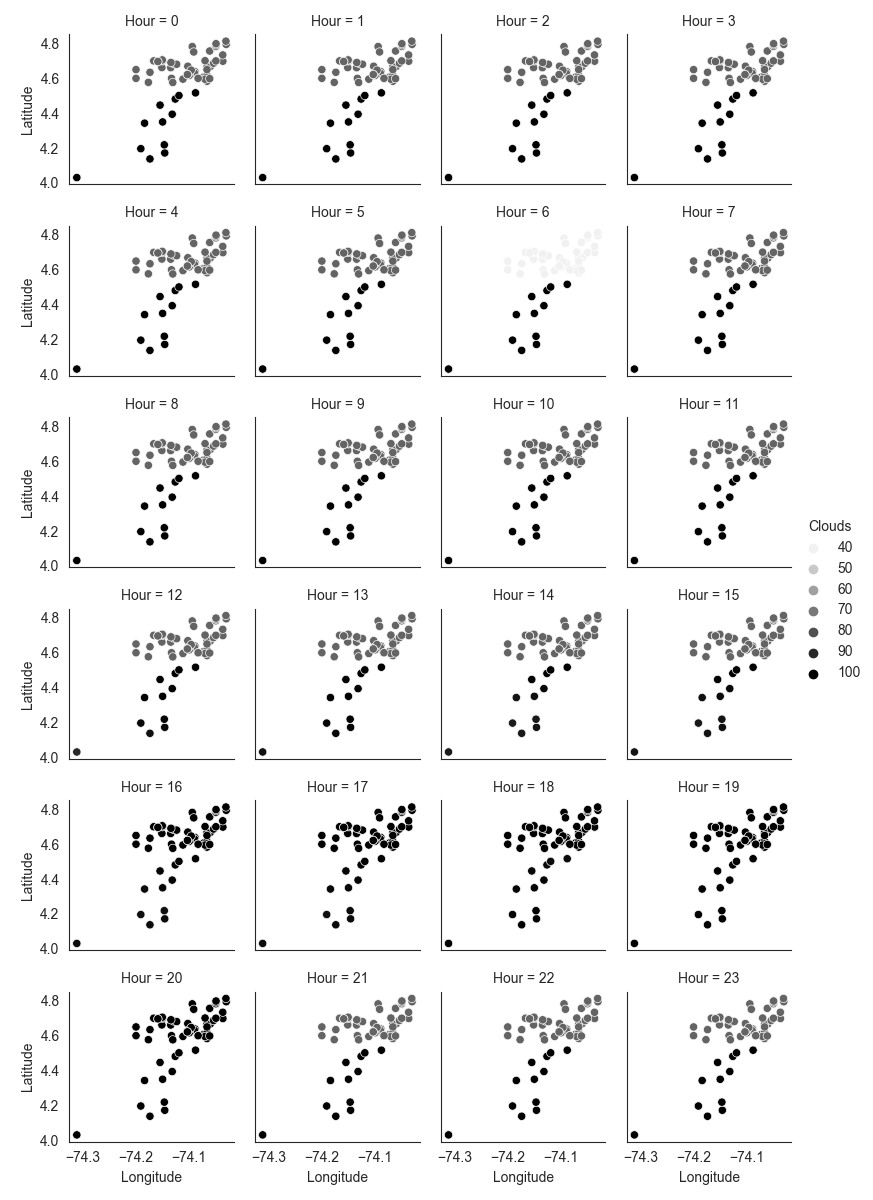 Hour = 0
Hour = 1
Hour = 2
Hour = 3
4.8
4.6
4.4
4.2
4.0
Latitude
Hour = 4
Hour = 5
Hour = 6
Hour = 7
4.8
4.6
4.4
4.2
4.0
Latitude
Hour = 8
Hour = 9
Hour = 10
Hour = 11
4.8
4.6
4.4
4.2
4.0
Latitude
Clouds
40
50
60
70
80
90
100
Hour = 12
Hour = 13
Hour = 14
Hour = 15
4.8
4.6
4.4
4.2
4.0
Latitude
Hour = 16
Hour = 17
Hour = 18
Hour = 19
4.8
4.6
4.4
4.2
4.0
Latitude
Hour = 20
Hour = 21
Hour = 22
Hour = 23
4.8
4.6
4.4
4.2
4.0
Latitude
−74.3 −74.2 −74.1
−74.3 −74.2 −74.1
−74.3 −74.2 −74.1
−74.3 −74.2 −74.1
Longitude
Longitude
Longitude
Longitude